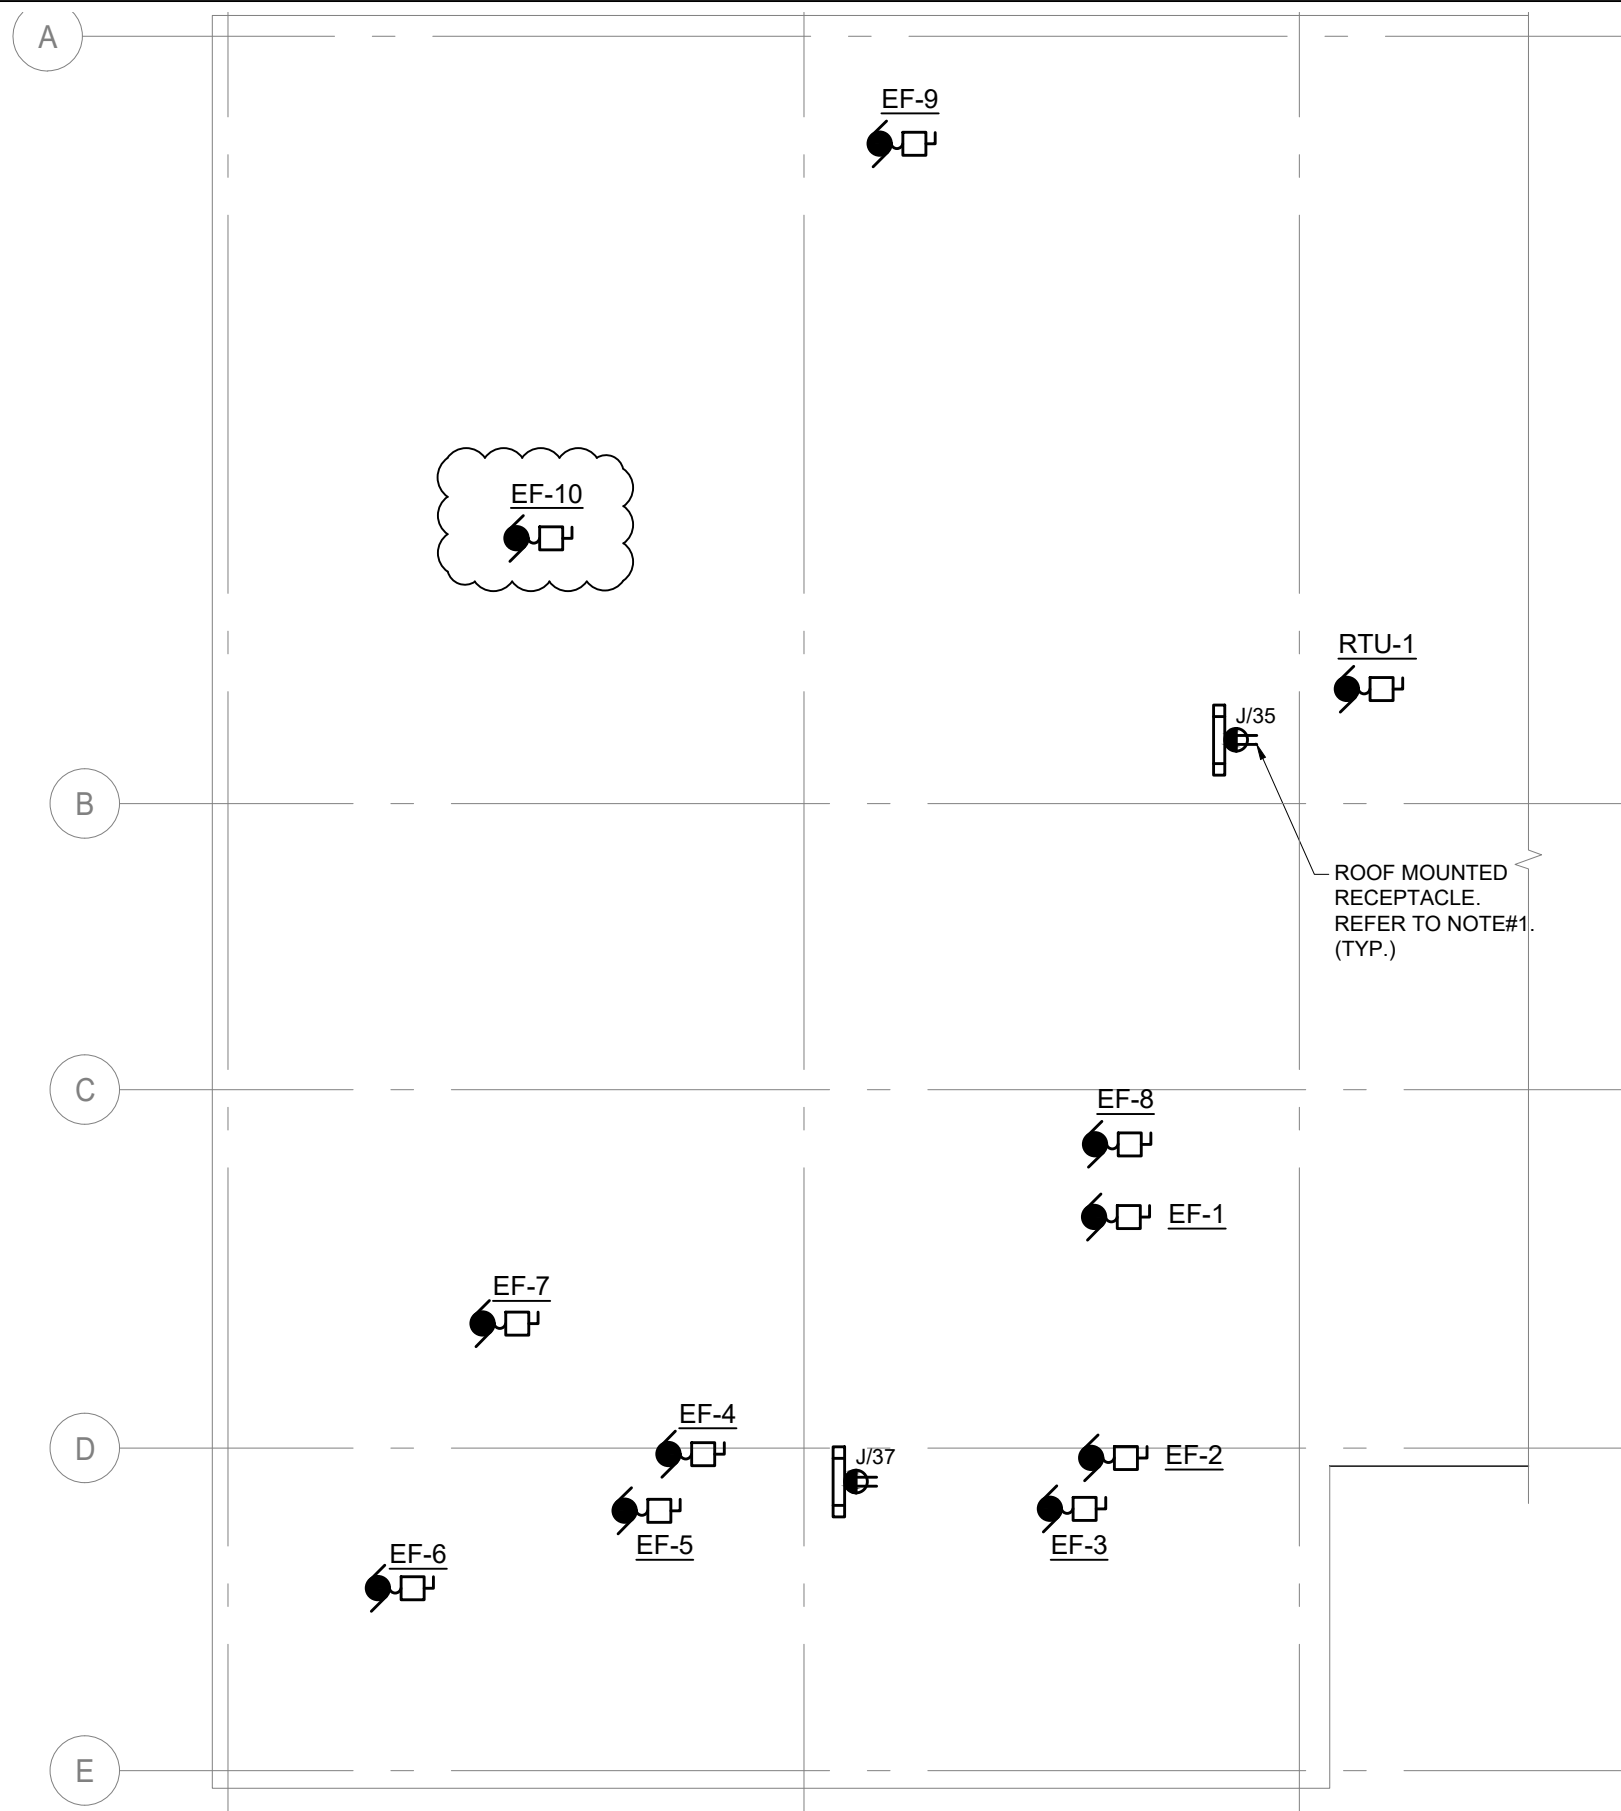 A
EF-9
EF-10
RTU-1
J/35
B
ROOF MOUNTED
RECEPTACLE.
REFER TO NOTE#1.
(TYP.)
C
EF-8
EF-1
EF-7
EF-4
D
J/37
EF-2
EF-5
EF-3
EF-6
E